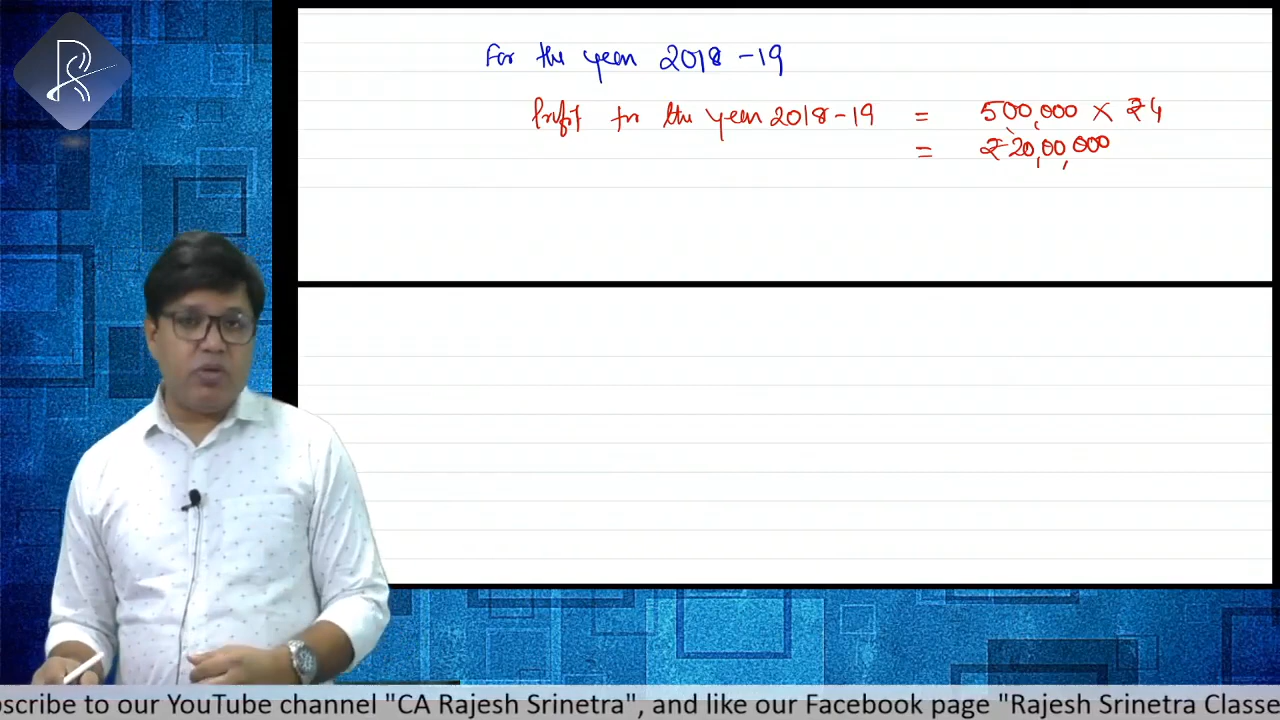 RS
For the year 2018-19
Profit for the year 2018-19 = 500,000 × ₹4
= ₹20,00,000
scribe to our YouTube channel "CA Rajesh Srinetra", and like our Facebook page "Rajesh Srinetra Classe